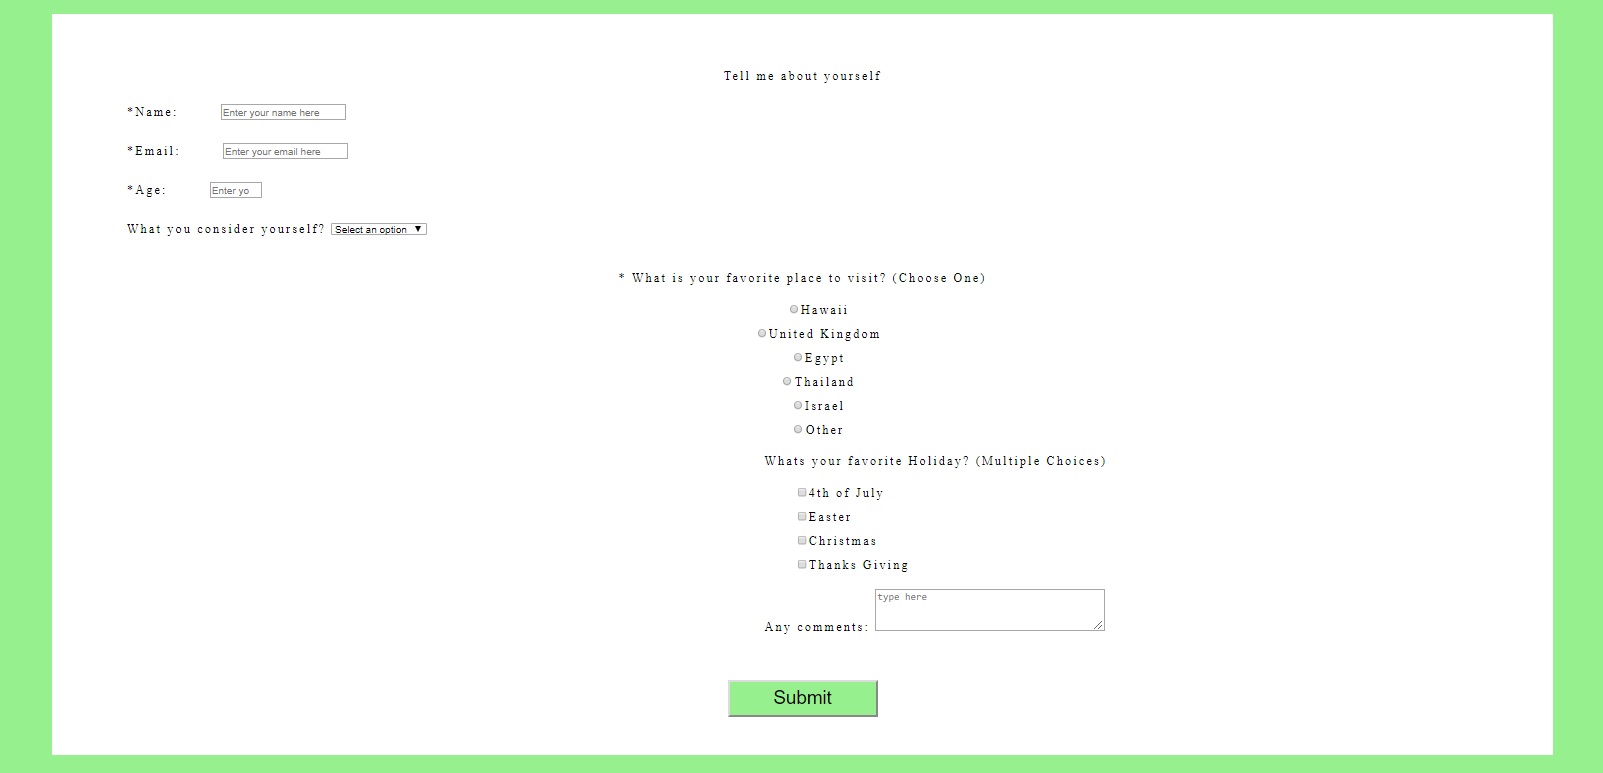 Tell me about yourself
*Name: Enter your name here
*Email: Enter your email here
*Age: Enter yo
What you consider yourself? Select an option ▼
* What is your favorite place to visit? (Choose One)
Hawaii
United Kingdom
Egypt
Thailand
Israel
Other
Whats your favorite Holiday? (Multiple Choices)
4th of July
Easter
Christmas
Thanks Giving
type here
Any comments:
Submit